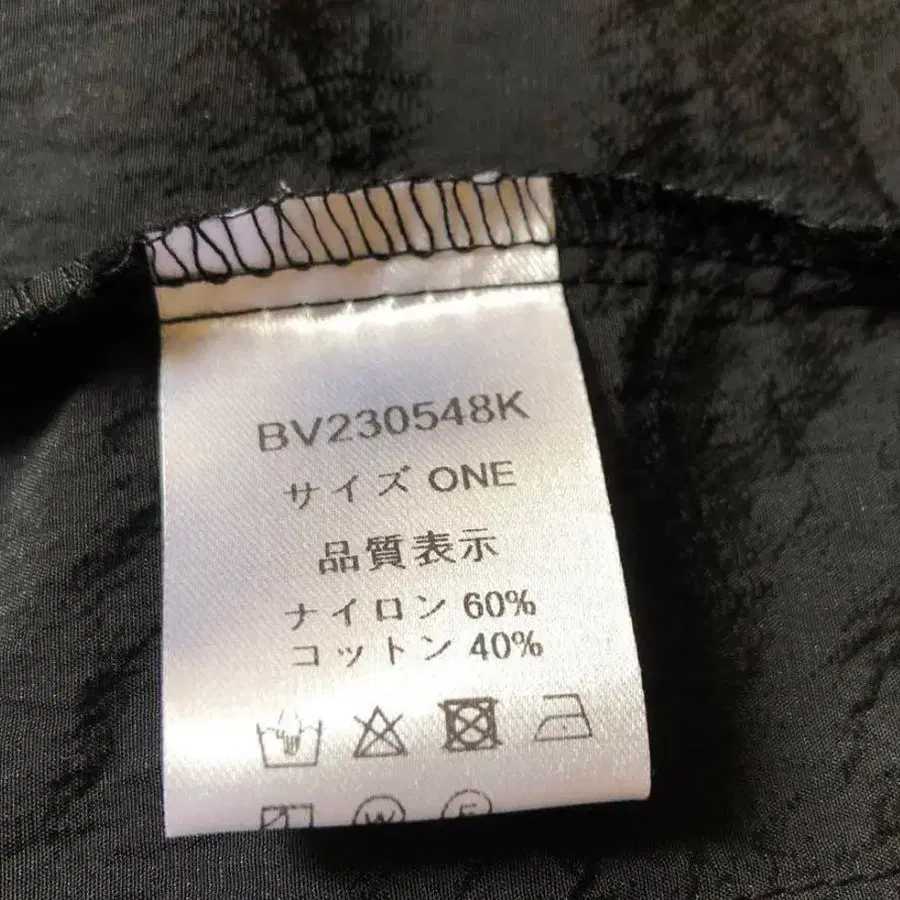 BV230548K
サイズ ONE
品質表示
ナイロン 60%
コットン 40%
W F